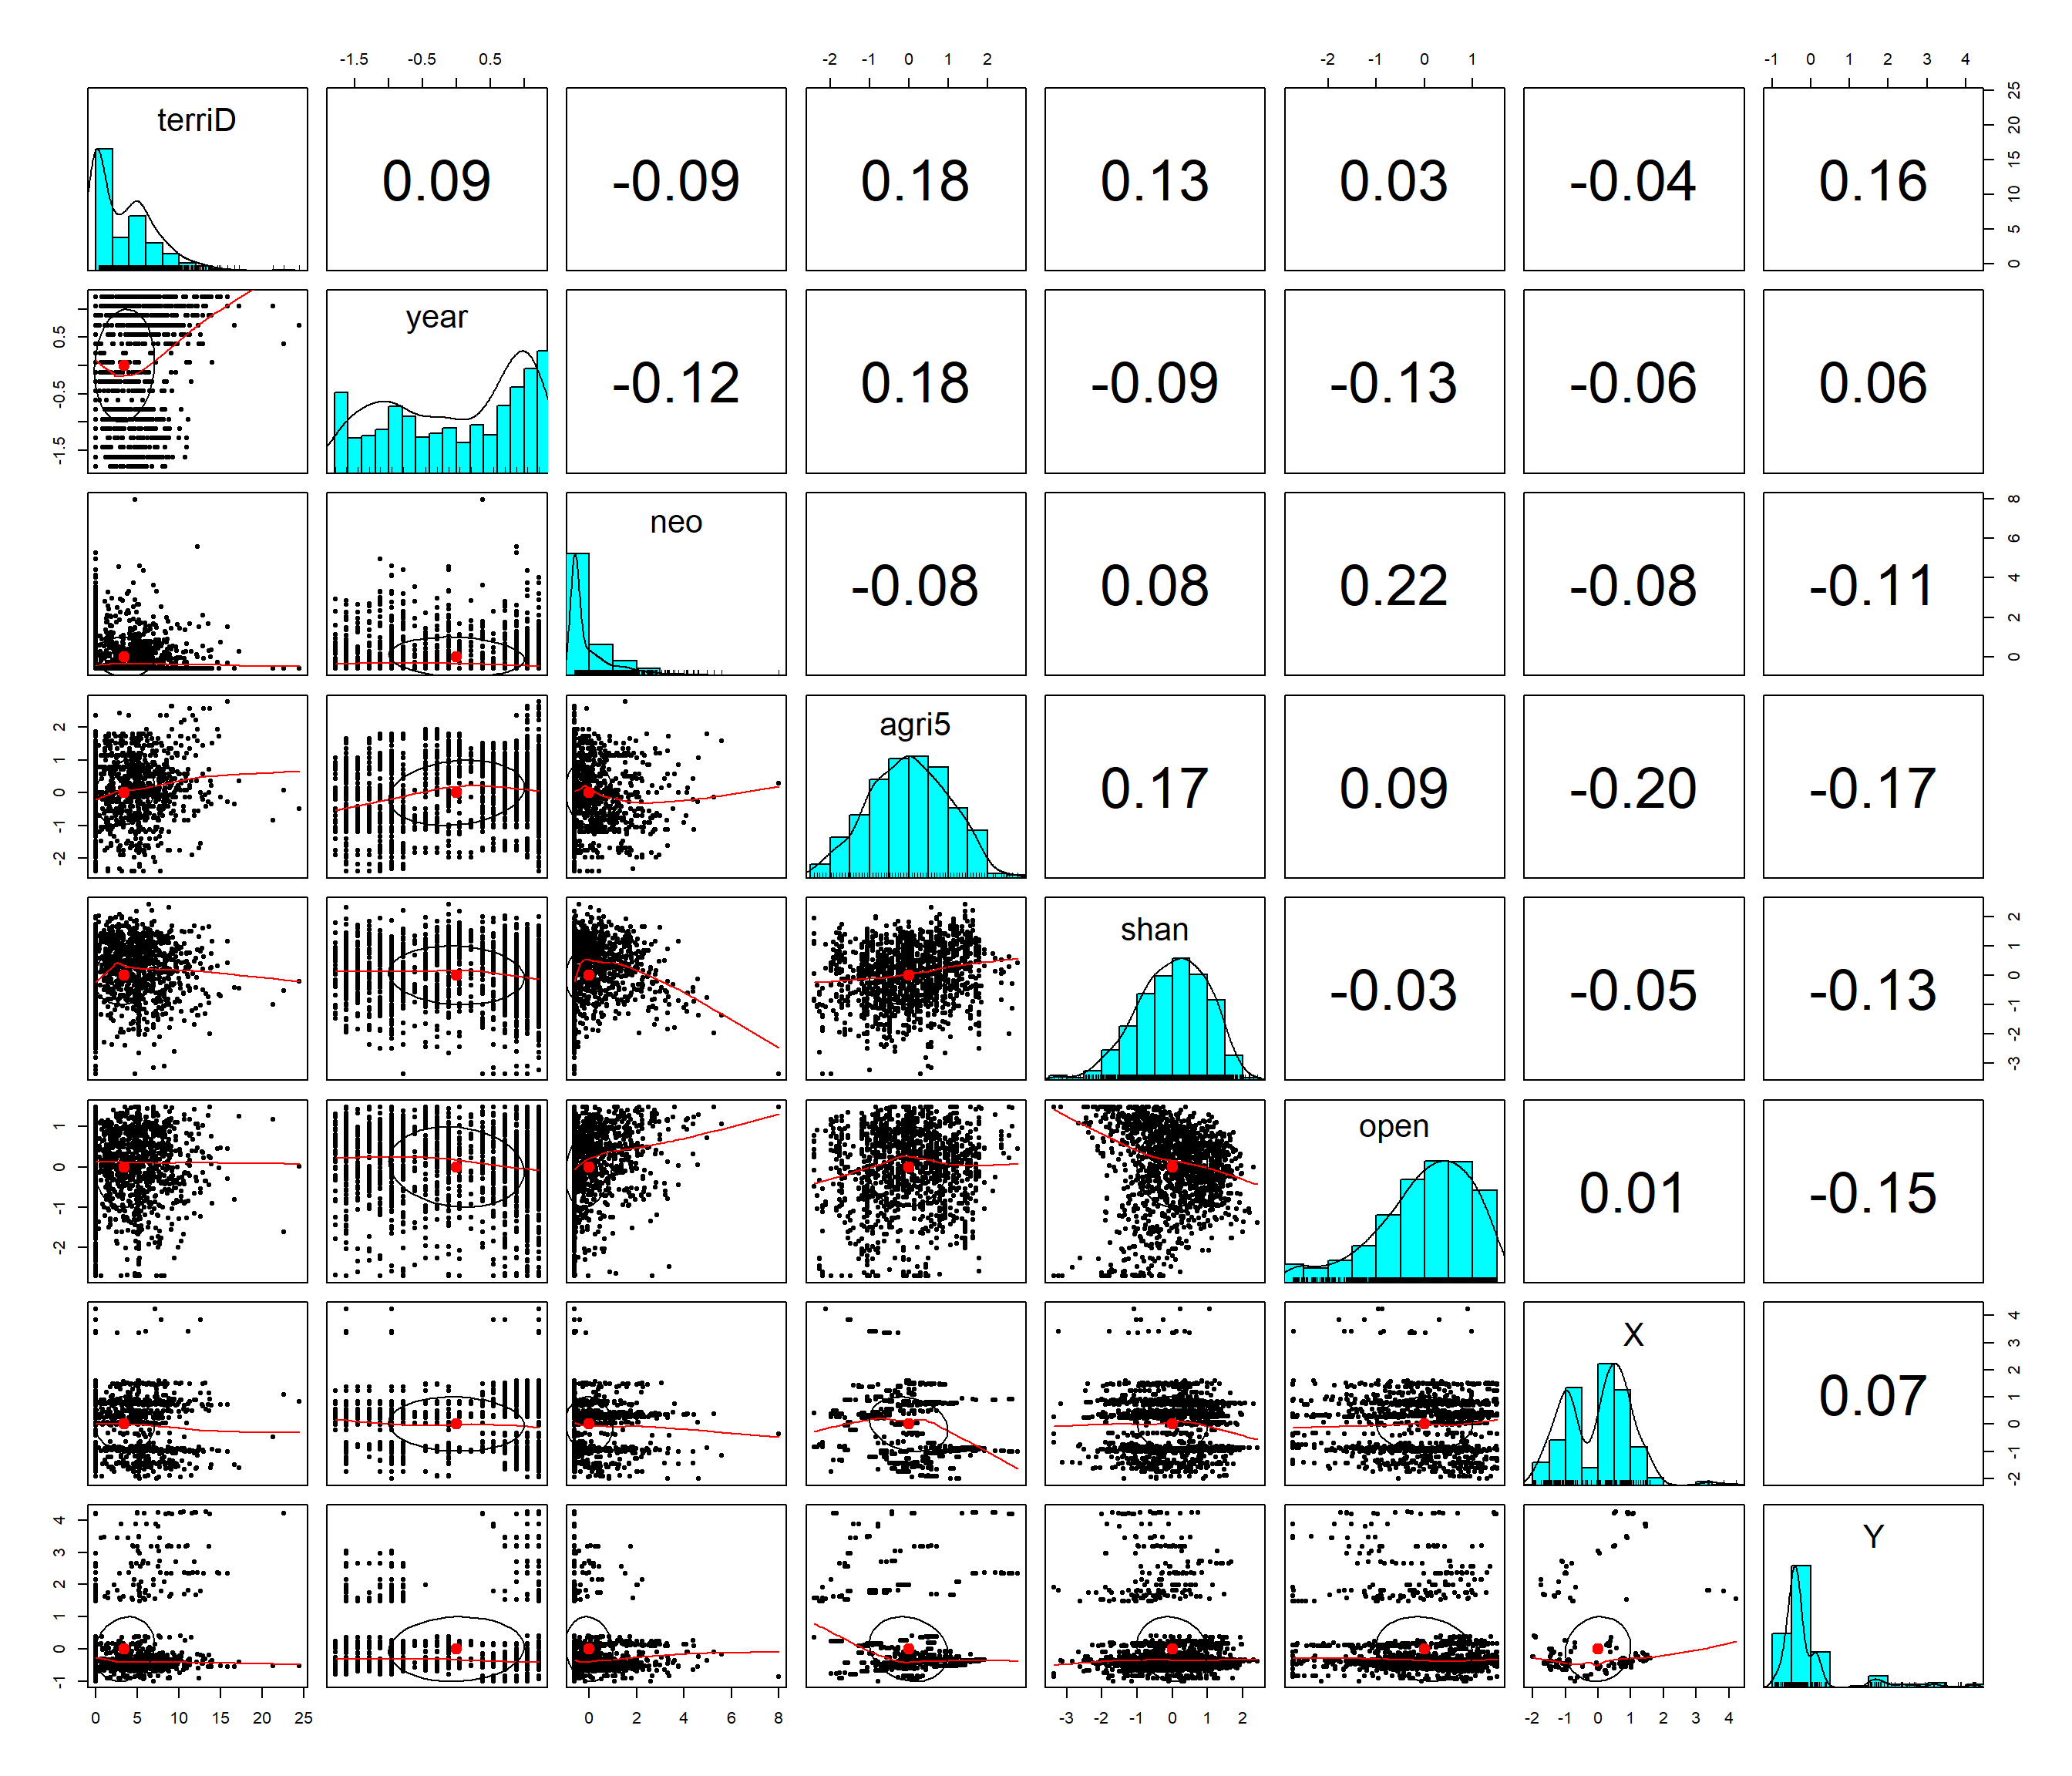 -1.5 -0.5 0.5 -2 -1 0 1 2 -2 -1 0 1 -1 0 1 2 3 4
terriD 0.09 -0.09 0.18 0.13 0.03 -0.04 0.16 0 5 10 15 20 25
-1.5 -0.5 0.5 year -0.12 0.18 -0.09 -0.13 -0.06 0.06
neo -0.08 0.08 0.22 -0.08 -0.11 0 2 4 6 8
-2 -1 0 1 2 agri5 0.17 0.09 -0.20 -0.17
shan -0.03 -0.05 -0.13 -3 -2 -1 0 1 2
-2 -1 0 1 open 0.01 -0.15
X 0.07 -2 -1 0 1 2 3 4
-1 0 1 2 3 4 Y
0 5 10 15 20 25 0 2 4 6 8 -3 -2 -1 0 1 2 -2 -1 0 1 2 3 4